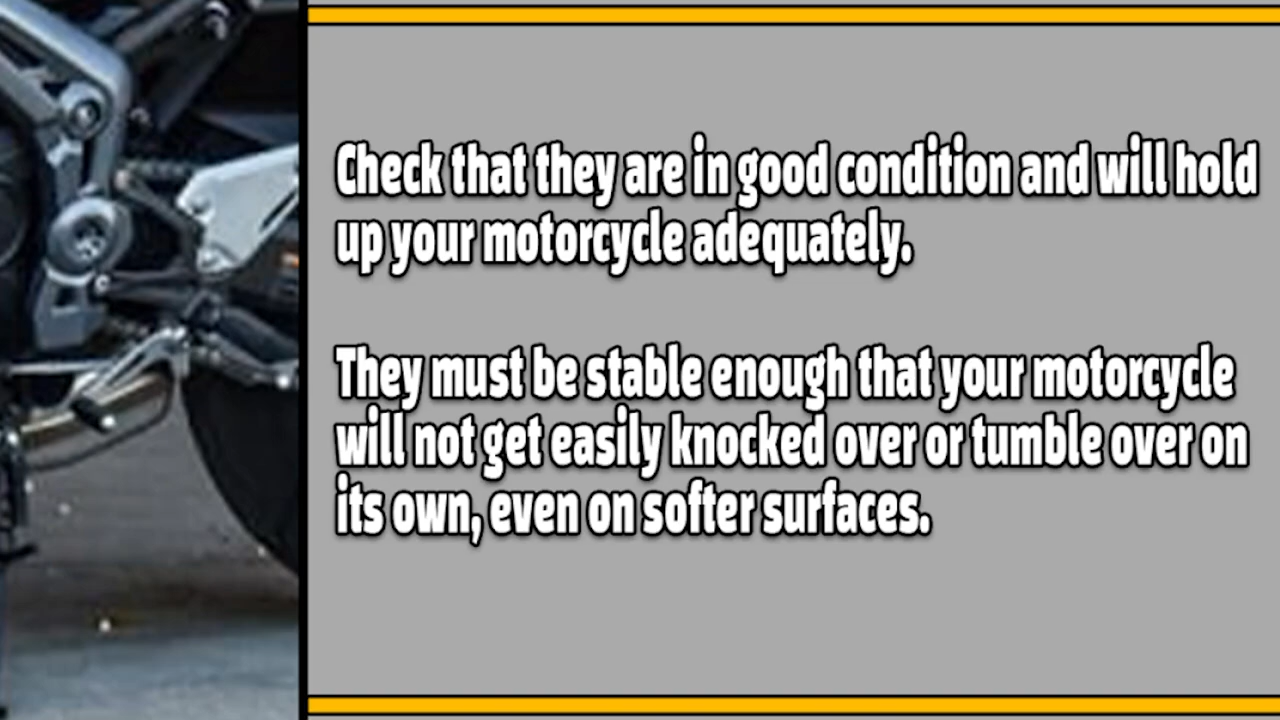 Check that they are in good condition and will hold
up your motorcycle adequately.
They must be stable enough that your motorcycle
will not get easily knocked over or tumble over on
its own, even on softer surfaces.